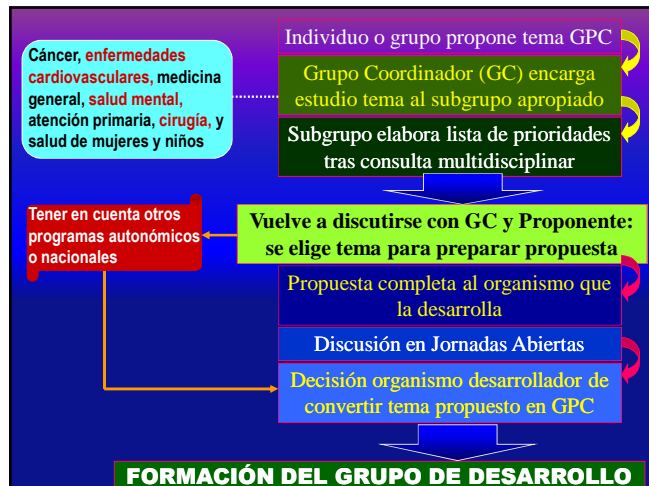 Individuo o grupo propone tema GPC
Cáncer, enfermedades
cardiovasculares, medicina
general, salud mental,
atención primaria, cirugía, y
salud de mujeres y niños
Grupo Coordinador (GC) encarga
estudio tema al subgrupo apropiado
Subgrupo elabora lista de prioridades
tras consulta multidisciplinar
Tener en cuenta otros
programas autonómicos
o nacionales
Vuelve a discutirse con GC y Proponente:
se elige tema para preparar propuesta
Propuesta completa al organismo que
la desarrolla
Discusión en Jornadas Abiertas
Decisión organismo desarrollador de
convertir tema propuesto en GPC
FORMACIÓN DEL GRUPO DE DESARROLLO